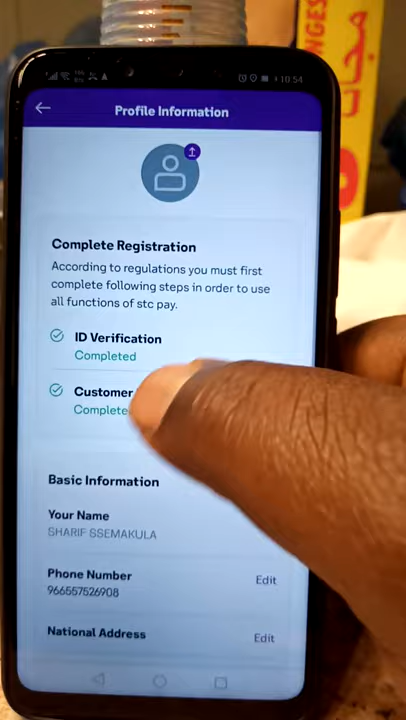 10:54
Profile Information
Complete Registration
According to regulations you must first
complete following steps in order to use
all functions of stc pay.
ID Verification
Completed
Customer
Complete
Basic Information
Your Name
SHARIF SSEMAKULA
Phone Number
Edit
966557526908
National Address
Edit
NGES
مجانا